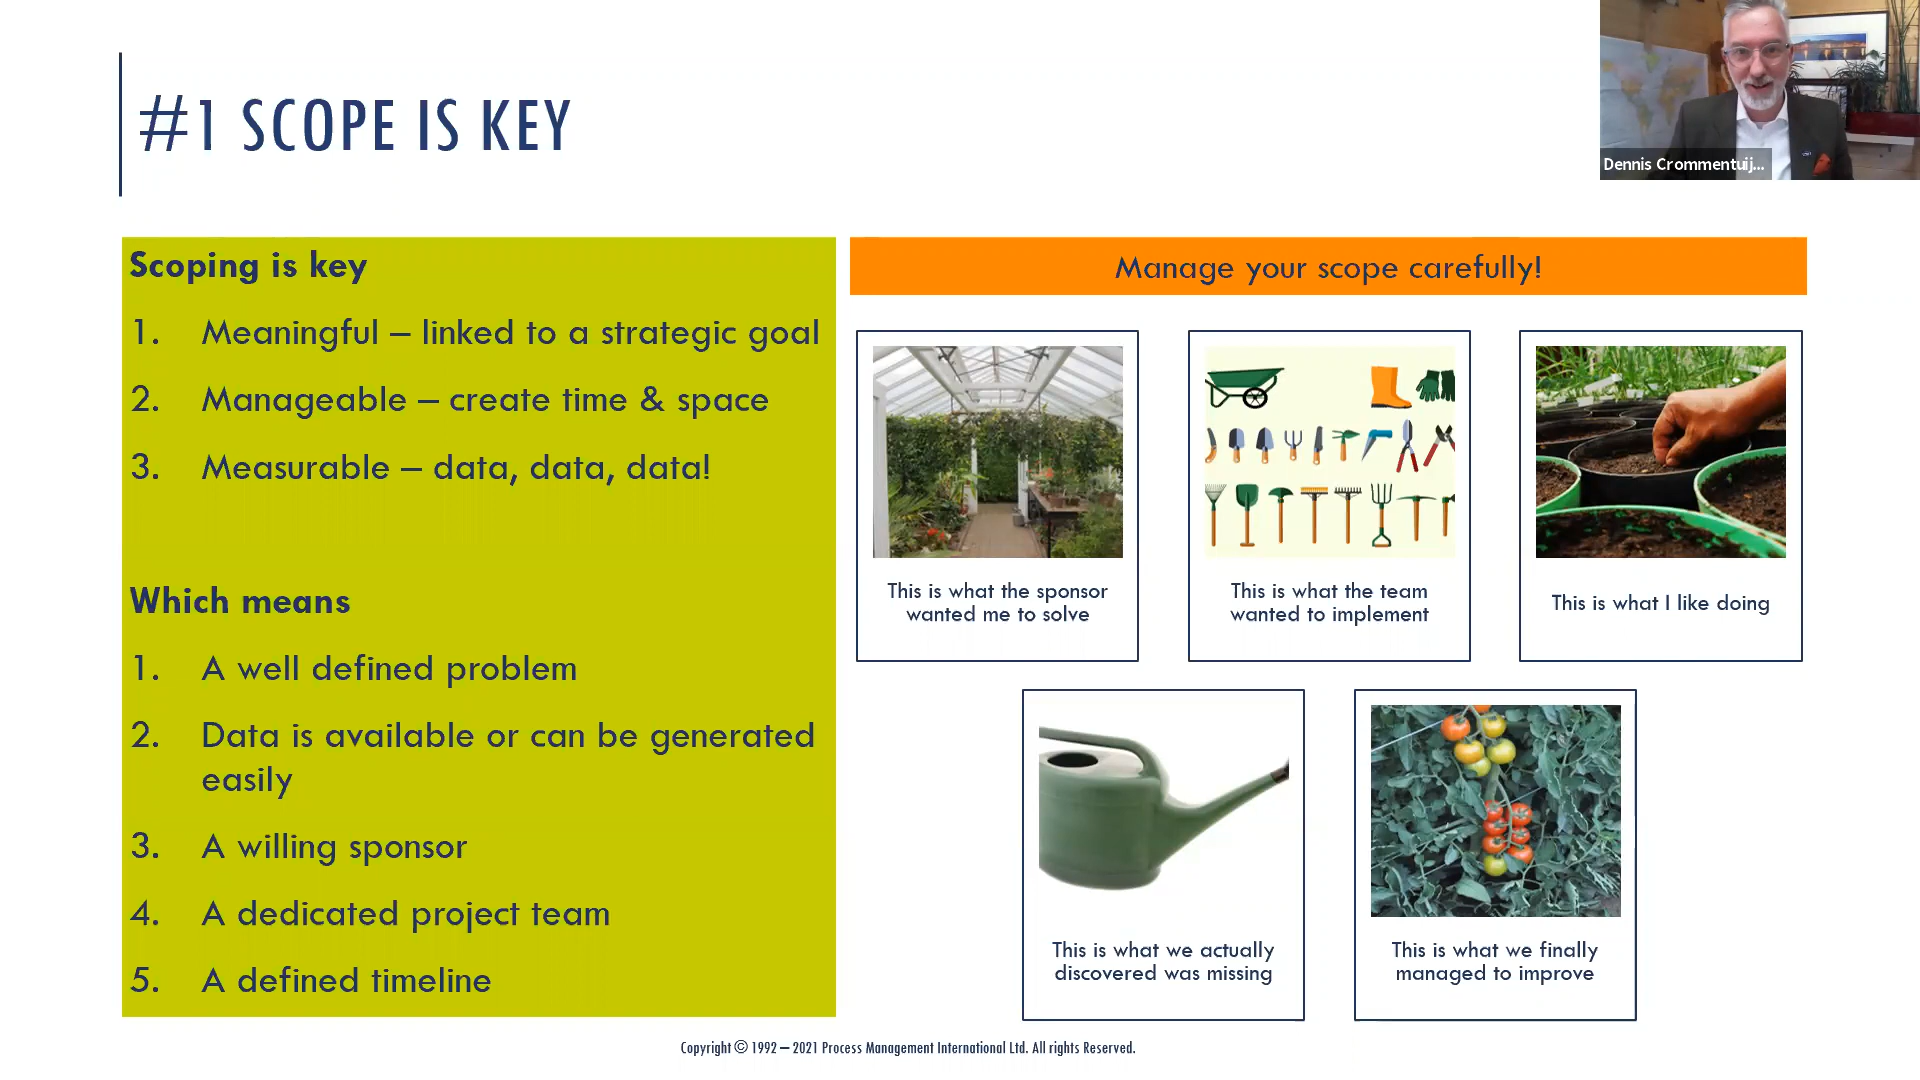 #1 SCOPE IS KEY
Dennis Crommentuij...
Scoping is key
1. Meaningful – linked to a strategic goal
2. Manageable – create time & space
3. Measurable – data, data, data!
Which means
1. A well defined problem
2. Data is available or can be generated
easily
3. A willing sponsor
4. A dedicated project team
5. A defined timeline
Manage your scope carefully!
This is what the sponsor
wanted me to solve
This is what the team
wanted to implement
This is what I like doing
This is what we actually
discovered was missing
This is what we finally
managed to improve
Copyright © 1992 – 2021 Process Management International Ltd. All rights Reserved.